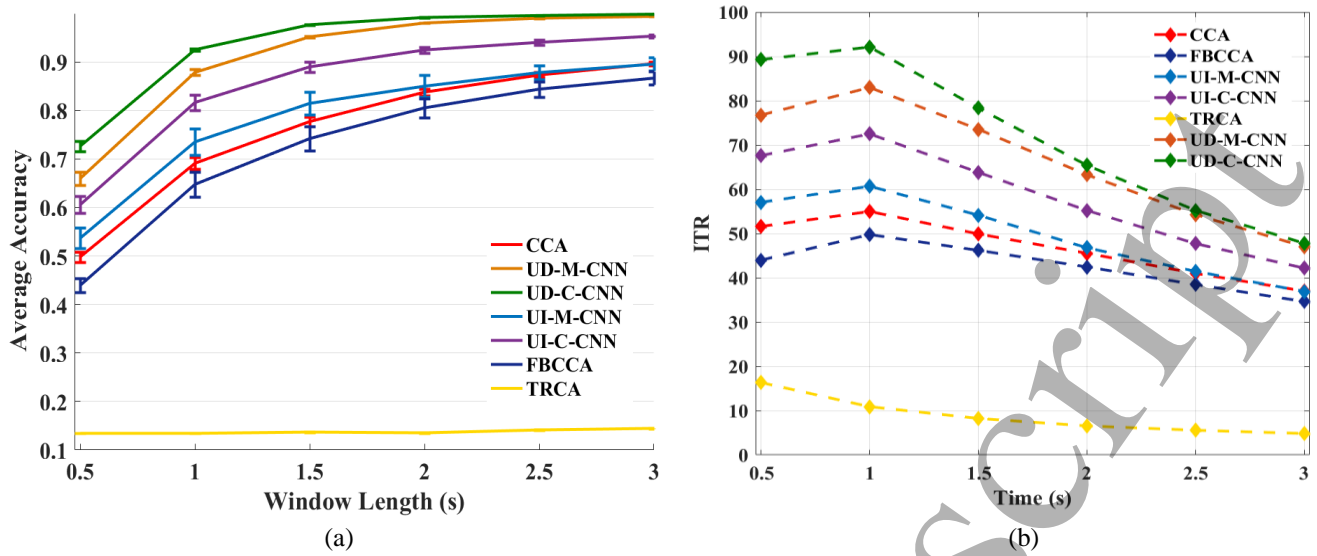 0.9
0.8
0.7
0.6
0.5
0.4
0.3
0.2
0.1
0.5
1
1.5
2
2.5
3
Average Accuracy
Window Length (s)
CCA
UD-M-CNN
UD-C-CNN
UI-M-CNN
UI-C-CNN
FBCCA
TRCA
(a)
100
90
80
70
60
50
40
30
20
10
0
0.5
1
1.5
2
2.5
3
ITR
Time (s)
CCA
FBCCA
UI-M-CNN
UI-C-CNN
TRCA
UD-M-CNN
UD-C-CNN
(b)
script